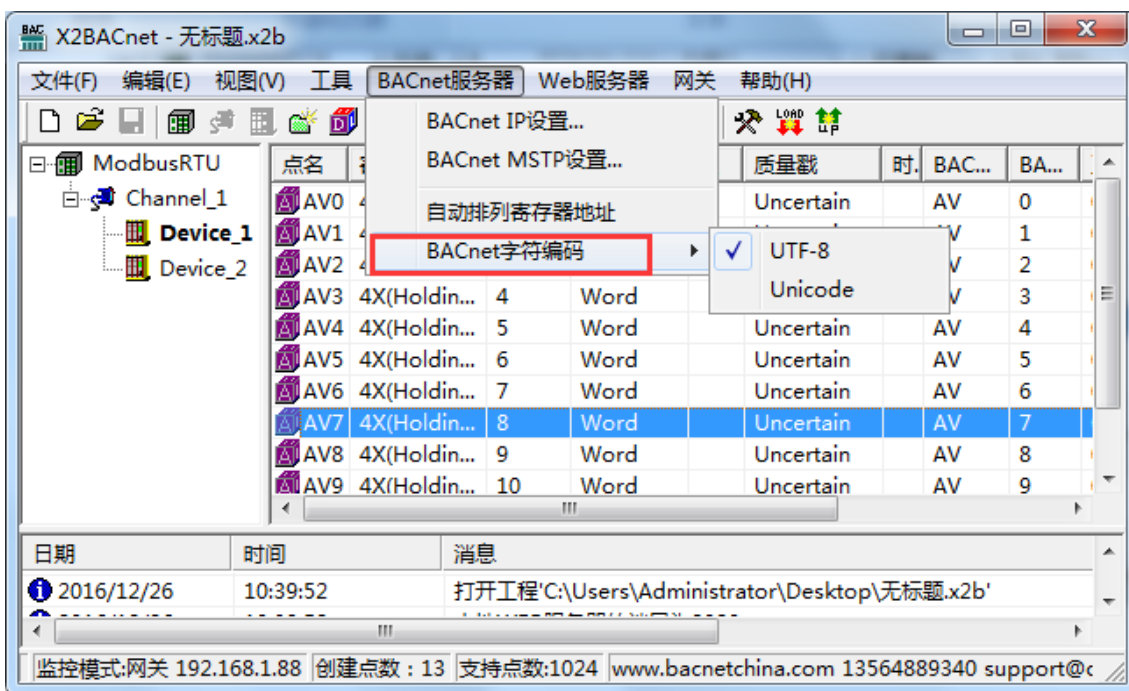 BAC X2BACnet - 无标题.x2b
文件(F) 编辑(E) 视图(V) 工具 BACnet服务器 Web服务器 网关 帮助(H)
BACnet IP设置...
LOAD UP
BACnet MSTP设置...
自动排列寄存器地址
BACnet字符编码
UTF-8
Unicode
ModbusRTU
Channel_1
Device_1
Device_2
点名 质量戳 时. BAC... BA...
AV0 Uncertain AV 0
AV1 1
AV2 2
AV3 4X(Holdin... 4 Word 3
AV4 4X(Holdin... 5 Word Uncertain AV 4
AV5 4X(Holdin... 6 Word Uncertain AV 5
AV6 4X(Holdin... 7 Word Uncertain AV 6
AV7 4X(Holdin... 8 Word Uncertain AV 7
AV8 4X(Holdin... 9 Word Uncertain AV 8
AV9 4X(Holdin... 10 Word Uncertain AV 9
日期 时间 消息
2016/12/26 10:39:52 打开工程'C:\Users\Administrator\Desktop\无标题.x2b'
监控模式:网关 192.168.1.88 创建点数：13 支持点数:1024 www.bacnetchina.com 13564889340 support@c